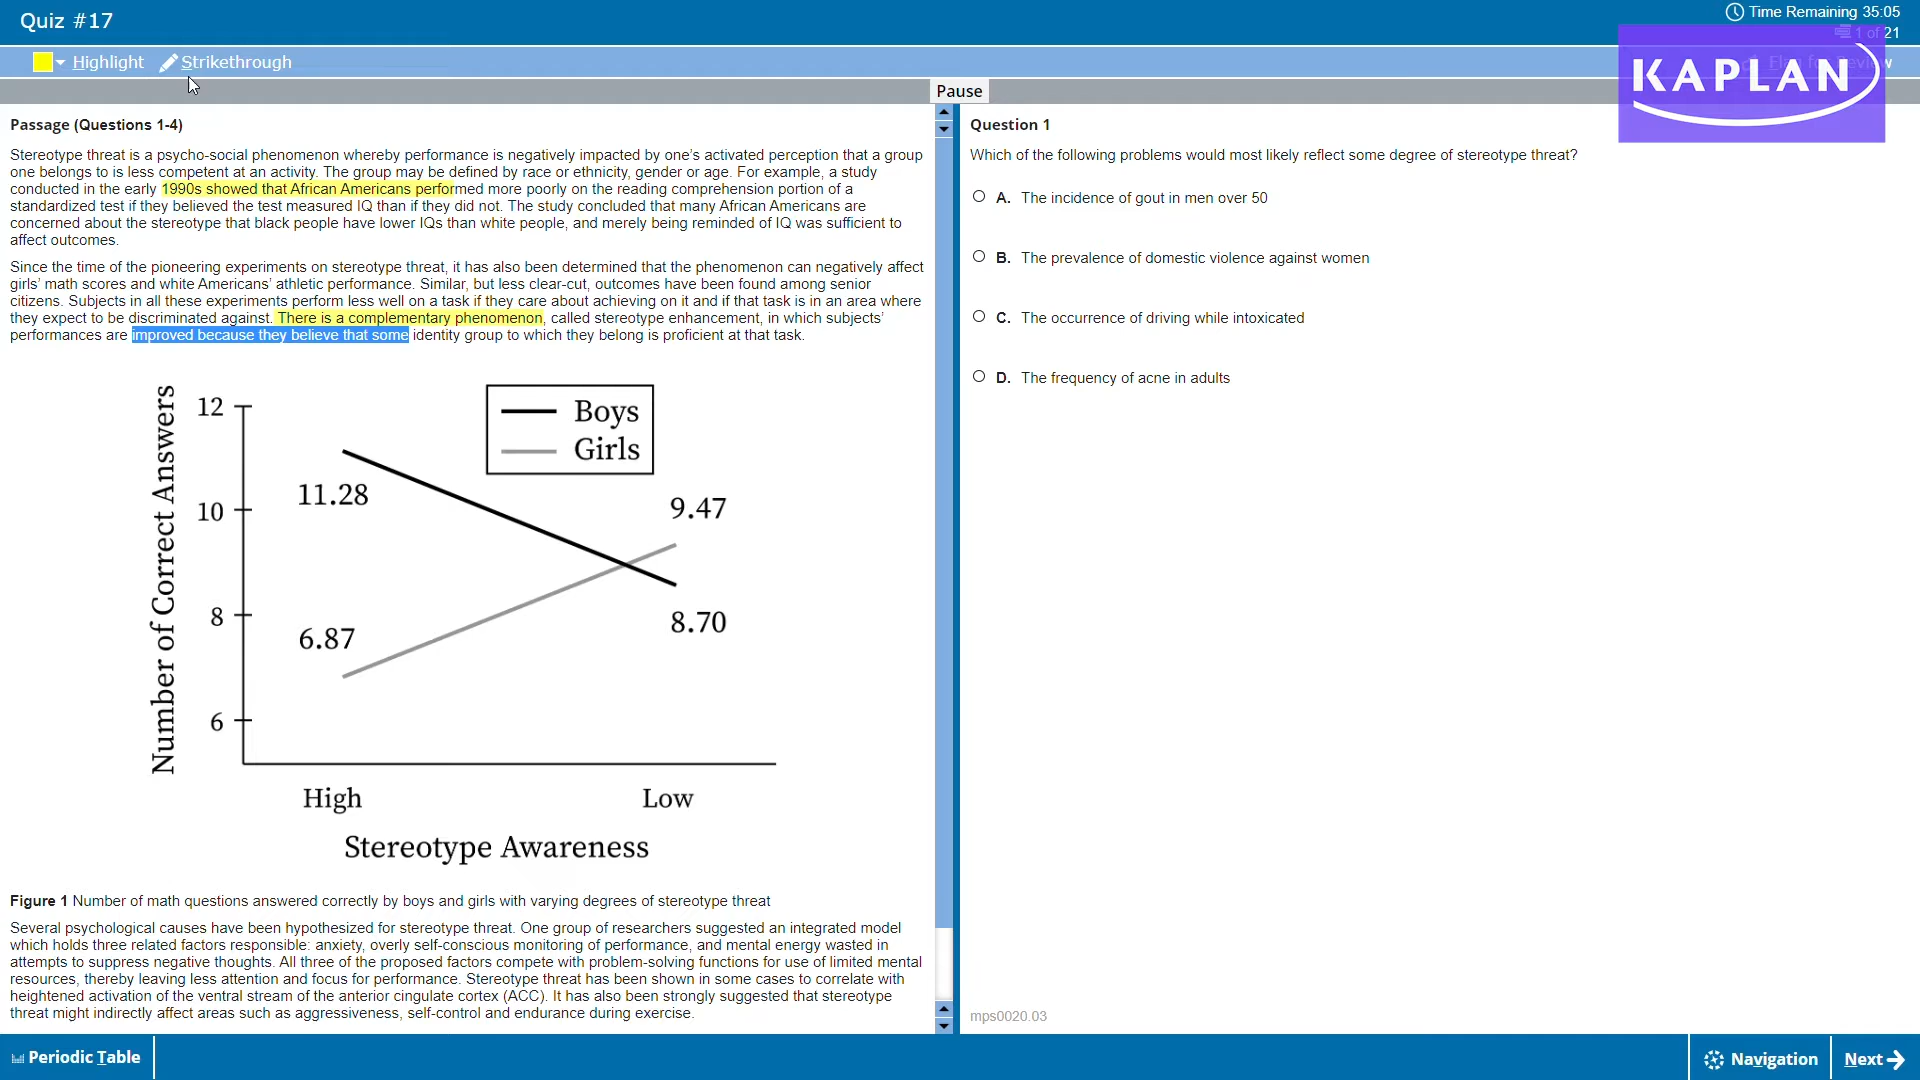 Quiz #17
Time Remaining 35:05
1 of 21
Highlight
Strikethrough
KAPLAN
Pause
Passage (Questions 1-4)
Stereotype threat is a psycho-social phenomenon whereby performance is negatively impacted by one's activated perception that a group
one belongs to is less competent at an activity. The group may be defined by race or ethnicity, gender or age. For example, a study
conducted in the early 1990s showed that African Americans performed more poorly on the reading comprehension portion of a
standardized test if they believed the test measured IQ than if they did not. The study concluded that many African Americans are
concerned about the stereotype that black people have lower IQs than white people, and merely being reminded of IQ was sufficient to
affect outcomes.
Since the time of the pioneering experiments on stereotype threat, it has also been determined that the phenomenon can negatively affect
girls' math scores and white Americans' athletic performance. Similar, but less clear-cut, outcomes have been found among senior
citizens. Subjects in all these experiments perform less well on a task if they care about achieving on it and if that task is in an area where
they expect to be discriminated against. There is a complementary phenomenon, called stereotype enhancement, in which subjects'
performances are improved because they believe that some identity group to which they belong is proficient at that task.
Number of Correct Answers
12
10
8
6
Boys
Girls
11.28
9.47
6.87
8.70
High
Low
Stereotype Awareness
Figure 1 Number of math questions answered correctly by boys and girls with varying degrees of stereotype threat
Several psychological causes have been hypothesized for stereotype threat. One group of researchers suggested an integrated model
which holds three related factors responsible: anxiety, overly self-conscious monitoring of performance, and mental energy wasted in
attempts to suppress negative thoughts. All three of the proposed factors compete with problem-solving functions for use of limited mental
resources, thereby leaving less attention and focus for performance. Stereotype threat has been shown in some cases to correlate with
heightened activation of the ventral stream of the anterior cingulate cortex (ACC). It has also been strongly suggested that stereotype
threat might indirectly affect areas such as aggressiveness, self-control and endurance during exercise.
Question 1
Which of the following problems would most likely reflect some degree of stereotype threat?
A. The incidence of gout in men over 50
B. The prevalence of domestic violence against women
C. The occurrence of driving while intoxicated
D. The frequency of acne in adults
mps0020.03
Periodic Table
Navigation
Next